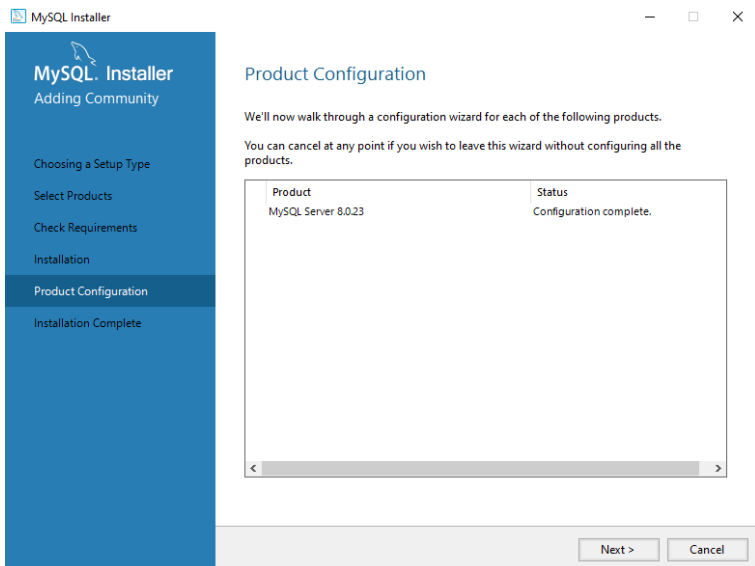 MySQL Installer
MySQL. Installer
Adding Community
Choosing a Setup Type
Select Products
Check Requirements
Installation
Product Configuration
Installation Complete
Product Configuration
We'll now walk through a configuration wizard for each of the following products.
You can cancel at any point if you wish to leave this wizard without configuring all the
products.
Product Status
MySQL Server 8.0.23 Configuration complete.
Next >
Cancel